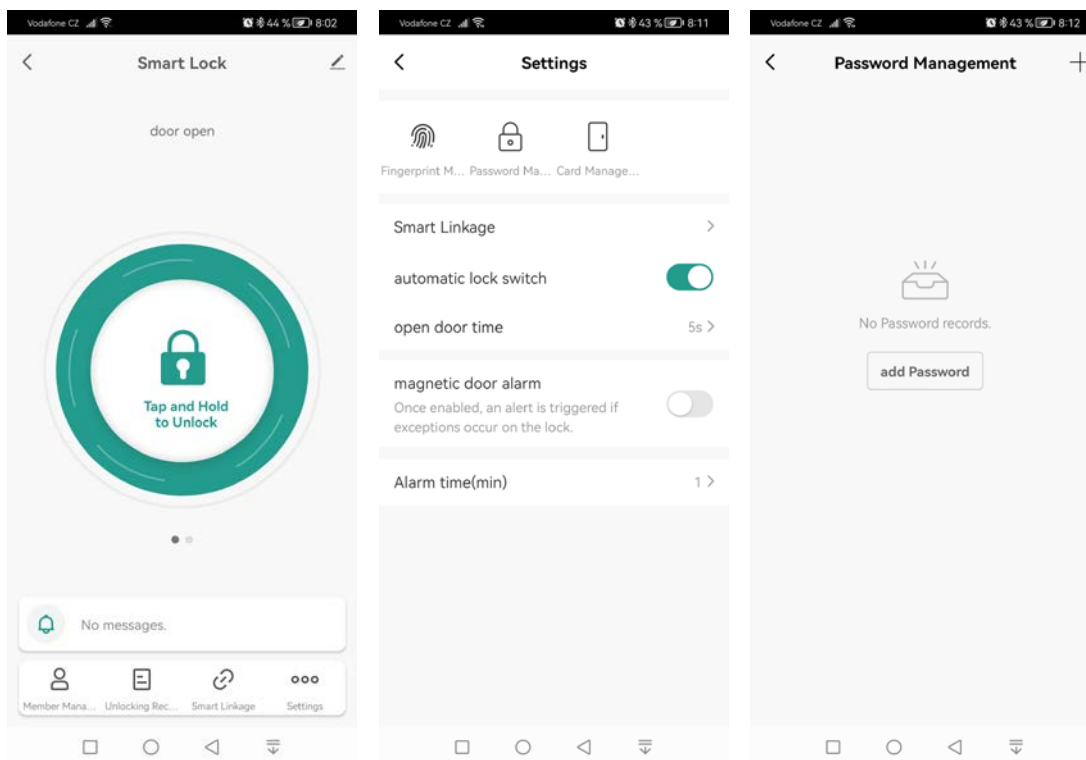 Vodafone CZ 44 % 8:02
Smart Lock
door open
Tap and Hold
to Unlock
No messages.
Member Mana... Unlocking Rec... Smart Linkage Settings
Vodafone CZ 43 % 8:11
Settings
Fingerprint M... Password Ma... Card Manage...
Smart Linkage
automatic lock switch
open door time 5s
magnetic door alarm
Once enabled, an alert is triggered if
exceptions occur on the lock.
Alarm time(min) 1
Vodafone CZ 43 % 8:12
Password Management
No Password records.
add Password